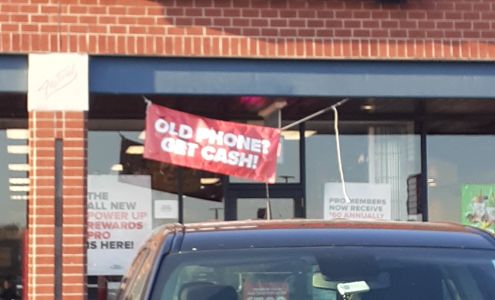 OLD PHONE?
GET CASH!
THE
ALL NEW
POWER UP
REWARDS
PRO
IS HERE!
PRO MEMBERS
NOW RECEIVE
$60 ANNUALLY